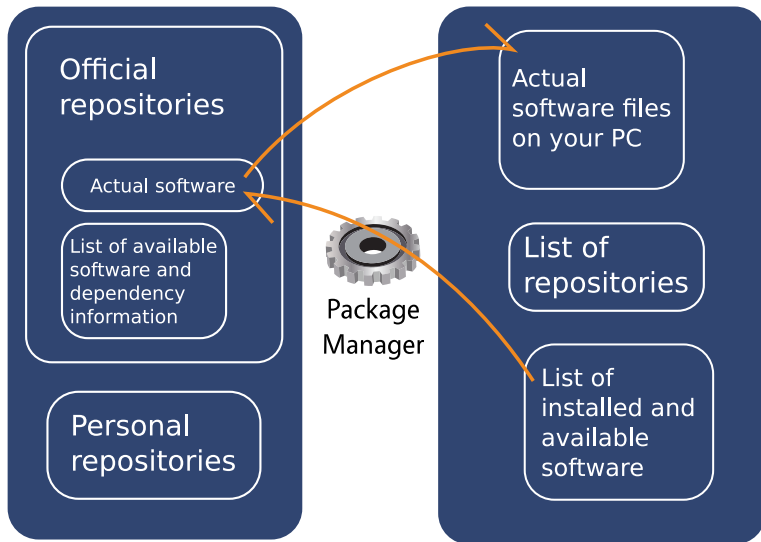 Official
repositories
Actual software
List of available
software and
dependency
information
Personal
repositories
Package
Manager
Actual
software files
on your PC
List of
repositories
List of
installed and
available
software